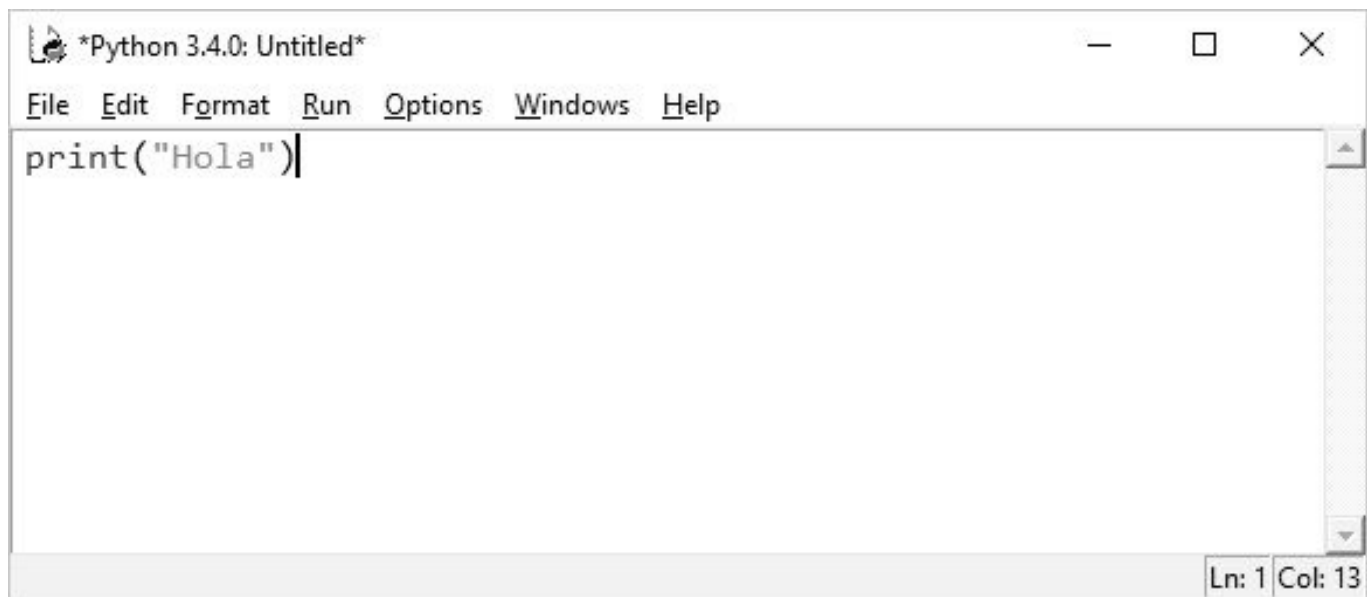 *Python 3.4.0: Untitled*
File Edit Format Run Options Windows Help
print("Hola")
Ln: 1 Col: 13